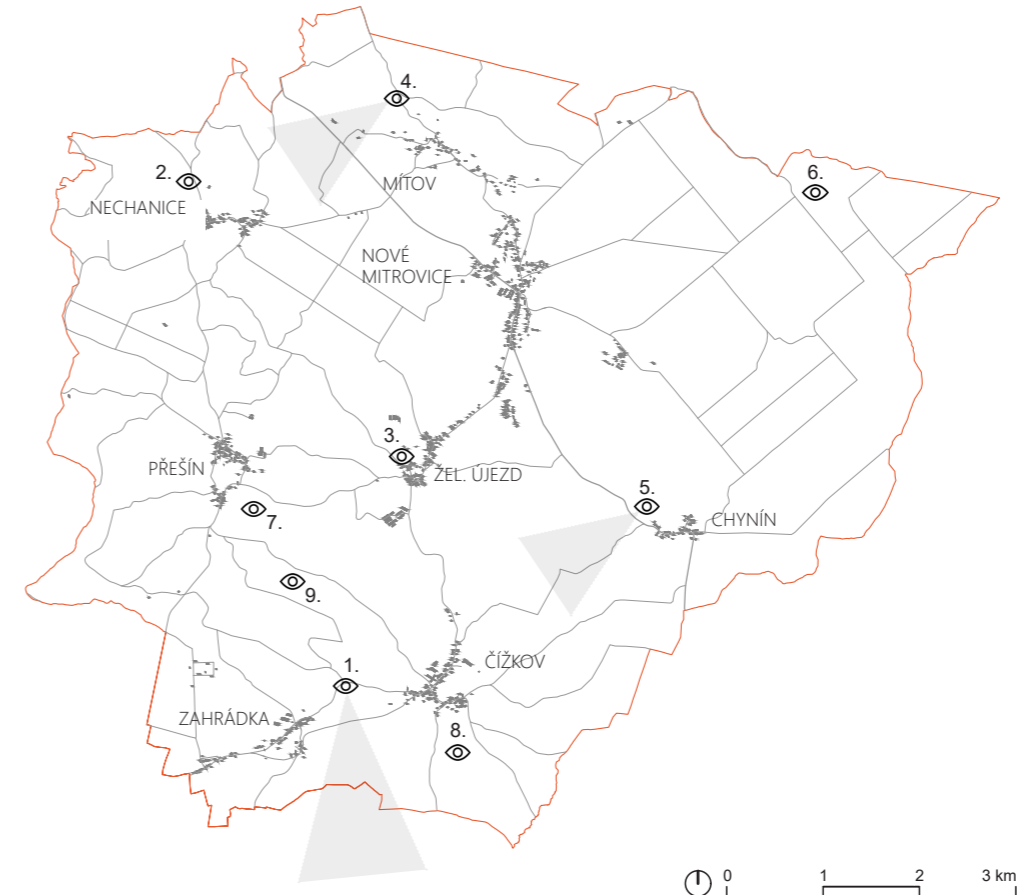 4.
2.
6.
MÍTOV
NECHANICE
NOVÉ
MITROVICE
3.
PŘEŠÍN
ŽEL. ÚJEZD
5.
CHYNÍN
7.
9.
1.
ČÍŽKOV
ZAHRÁDKA
8.
0 1 2 3 km